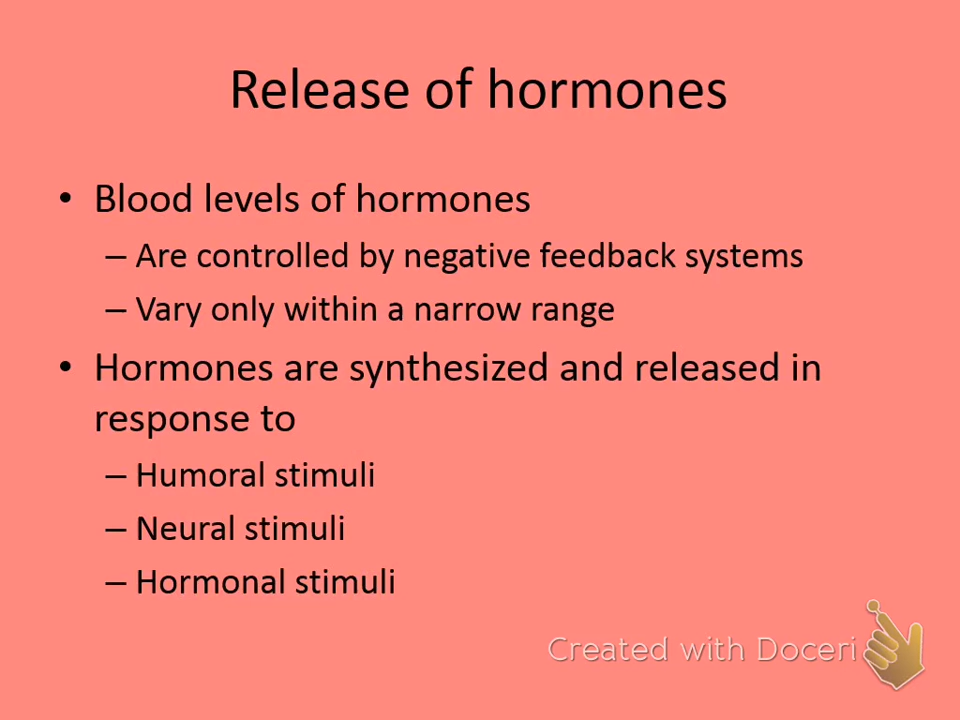 Release of hormones
• Blood levels of hormones
– Are controlled by negative feedback systems
– Vary only within a narrow range
• Hormones are synthesized and released in
response to
– Humoral stimuli
– Neural stimuli
– Hormonal stimuli
Created with Doceri